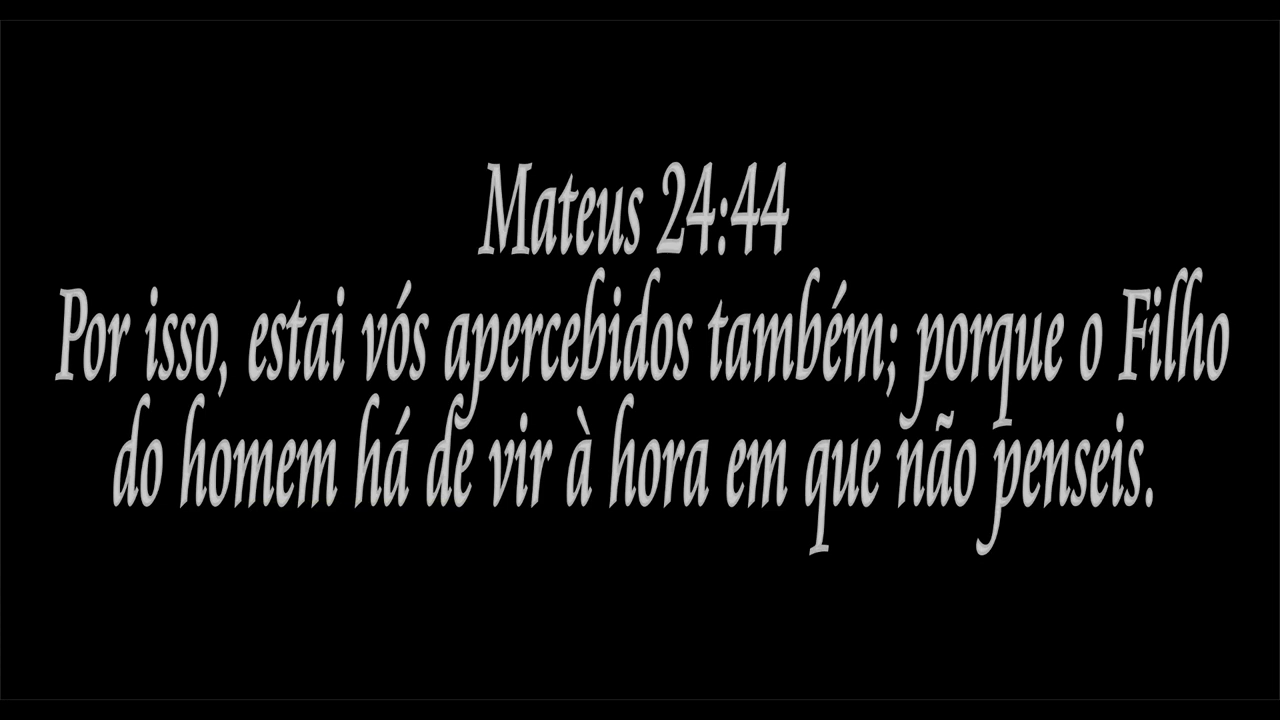 Mateus 24:44
Por isso, estai vós apercebidos também; porque o Filho
do homem há de vir à hora em que não penseis.